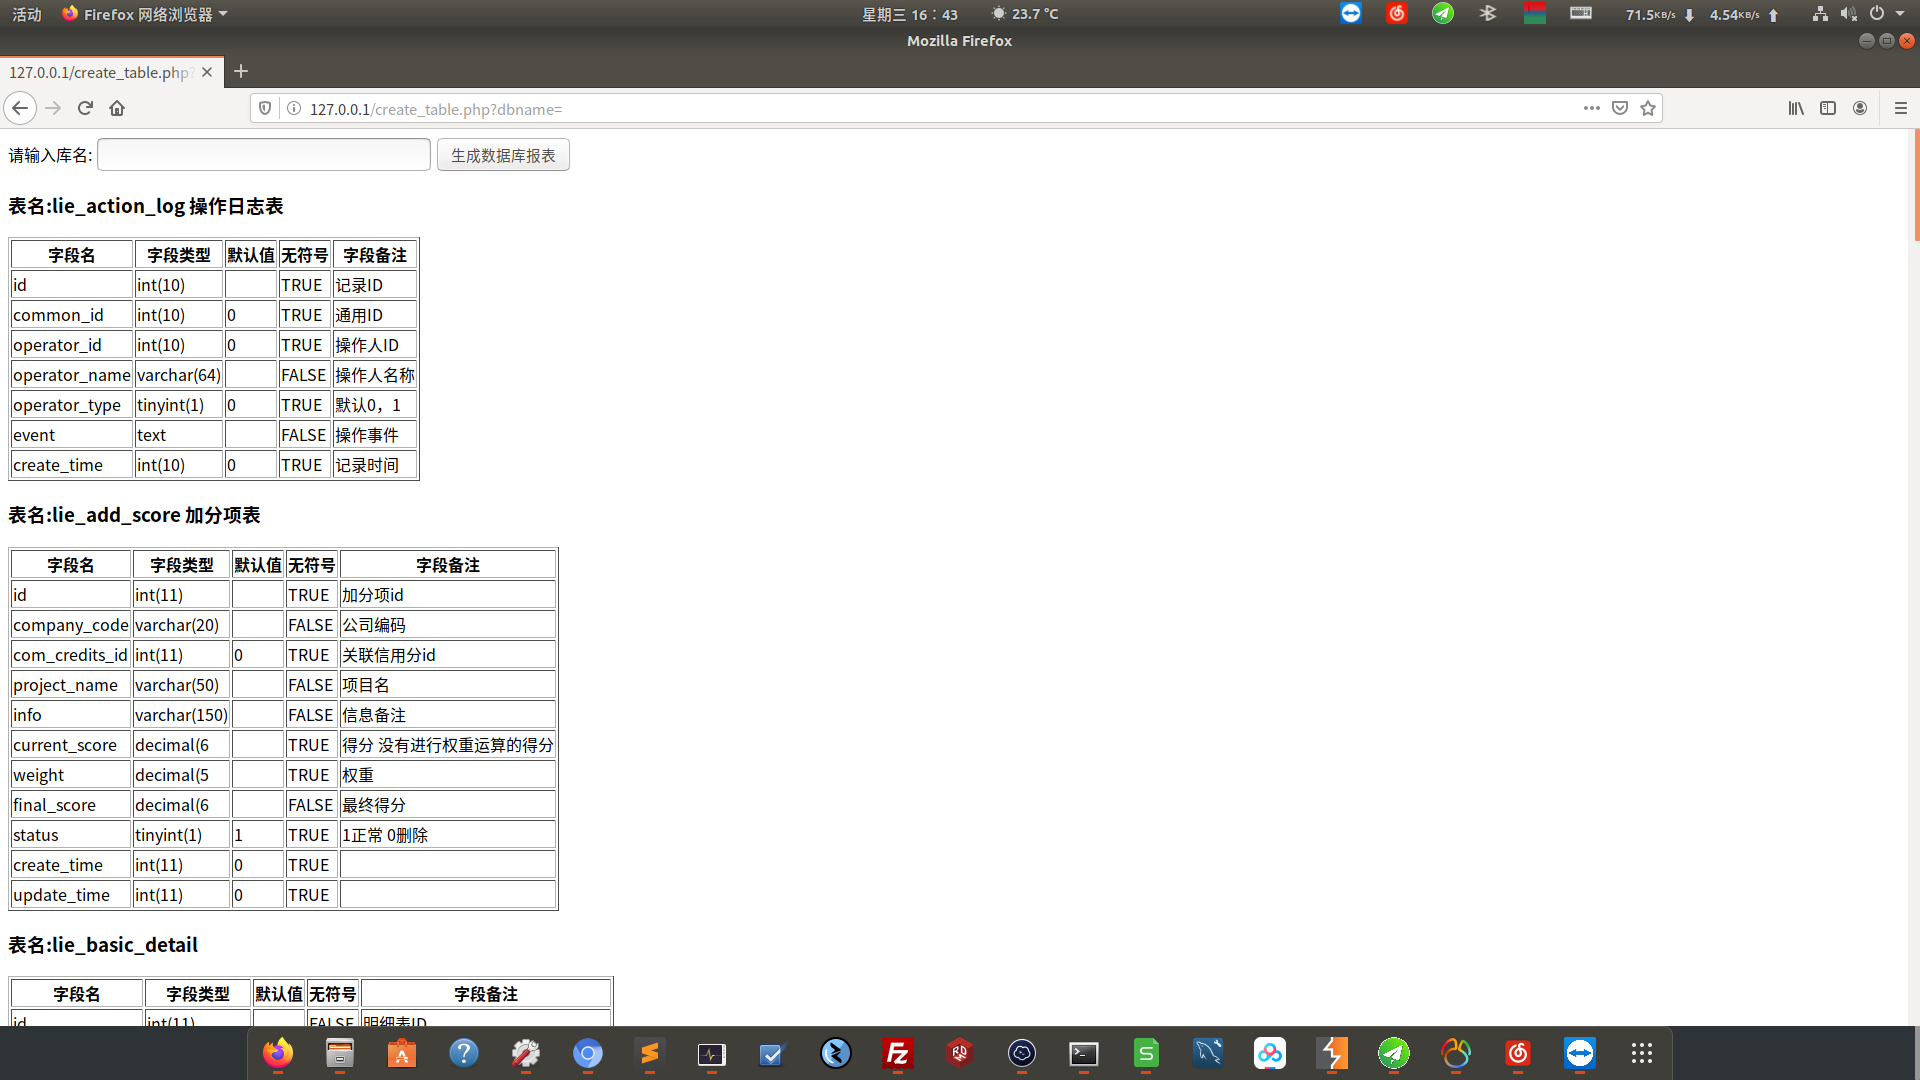 活动 Firefox 网络浏览器 星期三 16：43 23.7 °C 71.5KB/s 4.54KB/s
Mozilla Firefox
127.0.0.1/create_table.php?
127.0.0.1/create_table.php?dbname=
请输入库名: 生成数据库报表
表名:lie_action_log 操作日志表
字段名 字段类型 默认值 无符号 字段备注
id int(10) TRUE 记录ID
common_id int(10) 0 TRUE 通用ID
operator_id int(10) 0 TRUE 操作人ID
operator_name varchar(64) FALSE 操作人名称
operator_type tinyint(1) 0 TRUE 默认0，1
event text FALSE 操作事件
create_time int(10) 0 TRUE 记录时间
表名:lie_add_score 加分项表
字段名 字段类型 默认值 无符号 字段备注
id int(11) TRUE 加分项id
company_code varchar(20) FALSE 公司编码
com_credits_id int(11) 0 TRUE 关联信用分id
project_name varchar(50) FALSE 项目名
info varchar(150) FALSE 信息备注
current_score decimal(6 TRUE 得分 没有进行权重运算的得分
weight decimal(5 TRUE 权重
final_score decimal(6 FALSE 最终得分
status tinyint(1) 1 TRUE 1正常 0删除
create_time int(11) 0 TRUE
update_time int(11) 0 TRUE
表名:lie_basic_detail
字段名 字段类型 默认值 无符号 字段备注
id int(11) FALSE 明细表ID